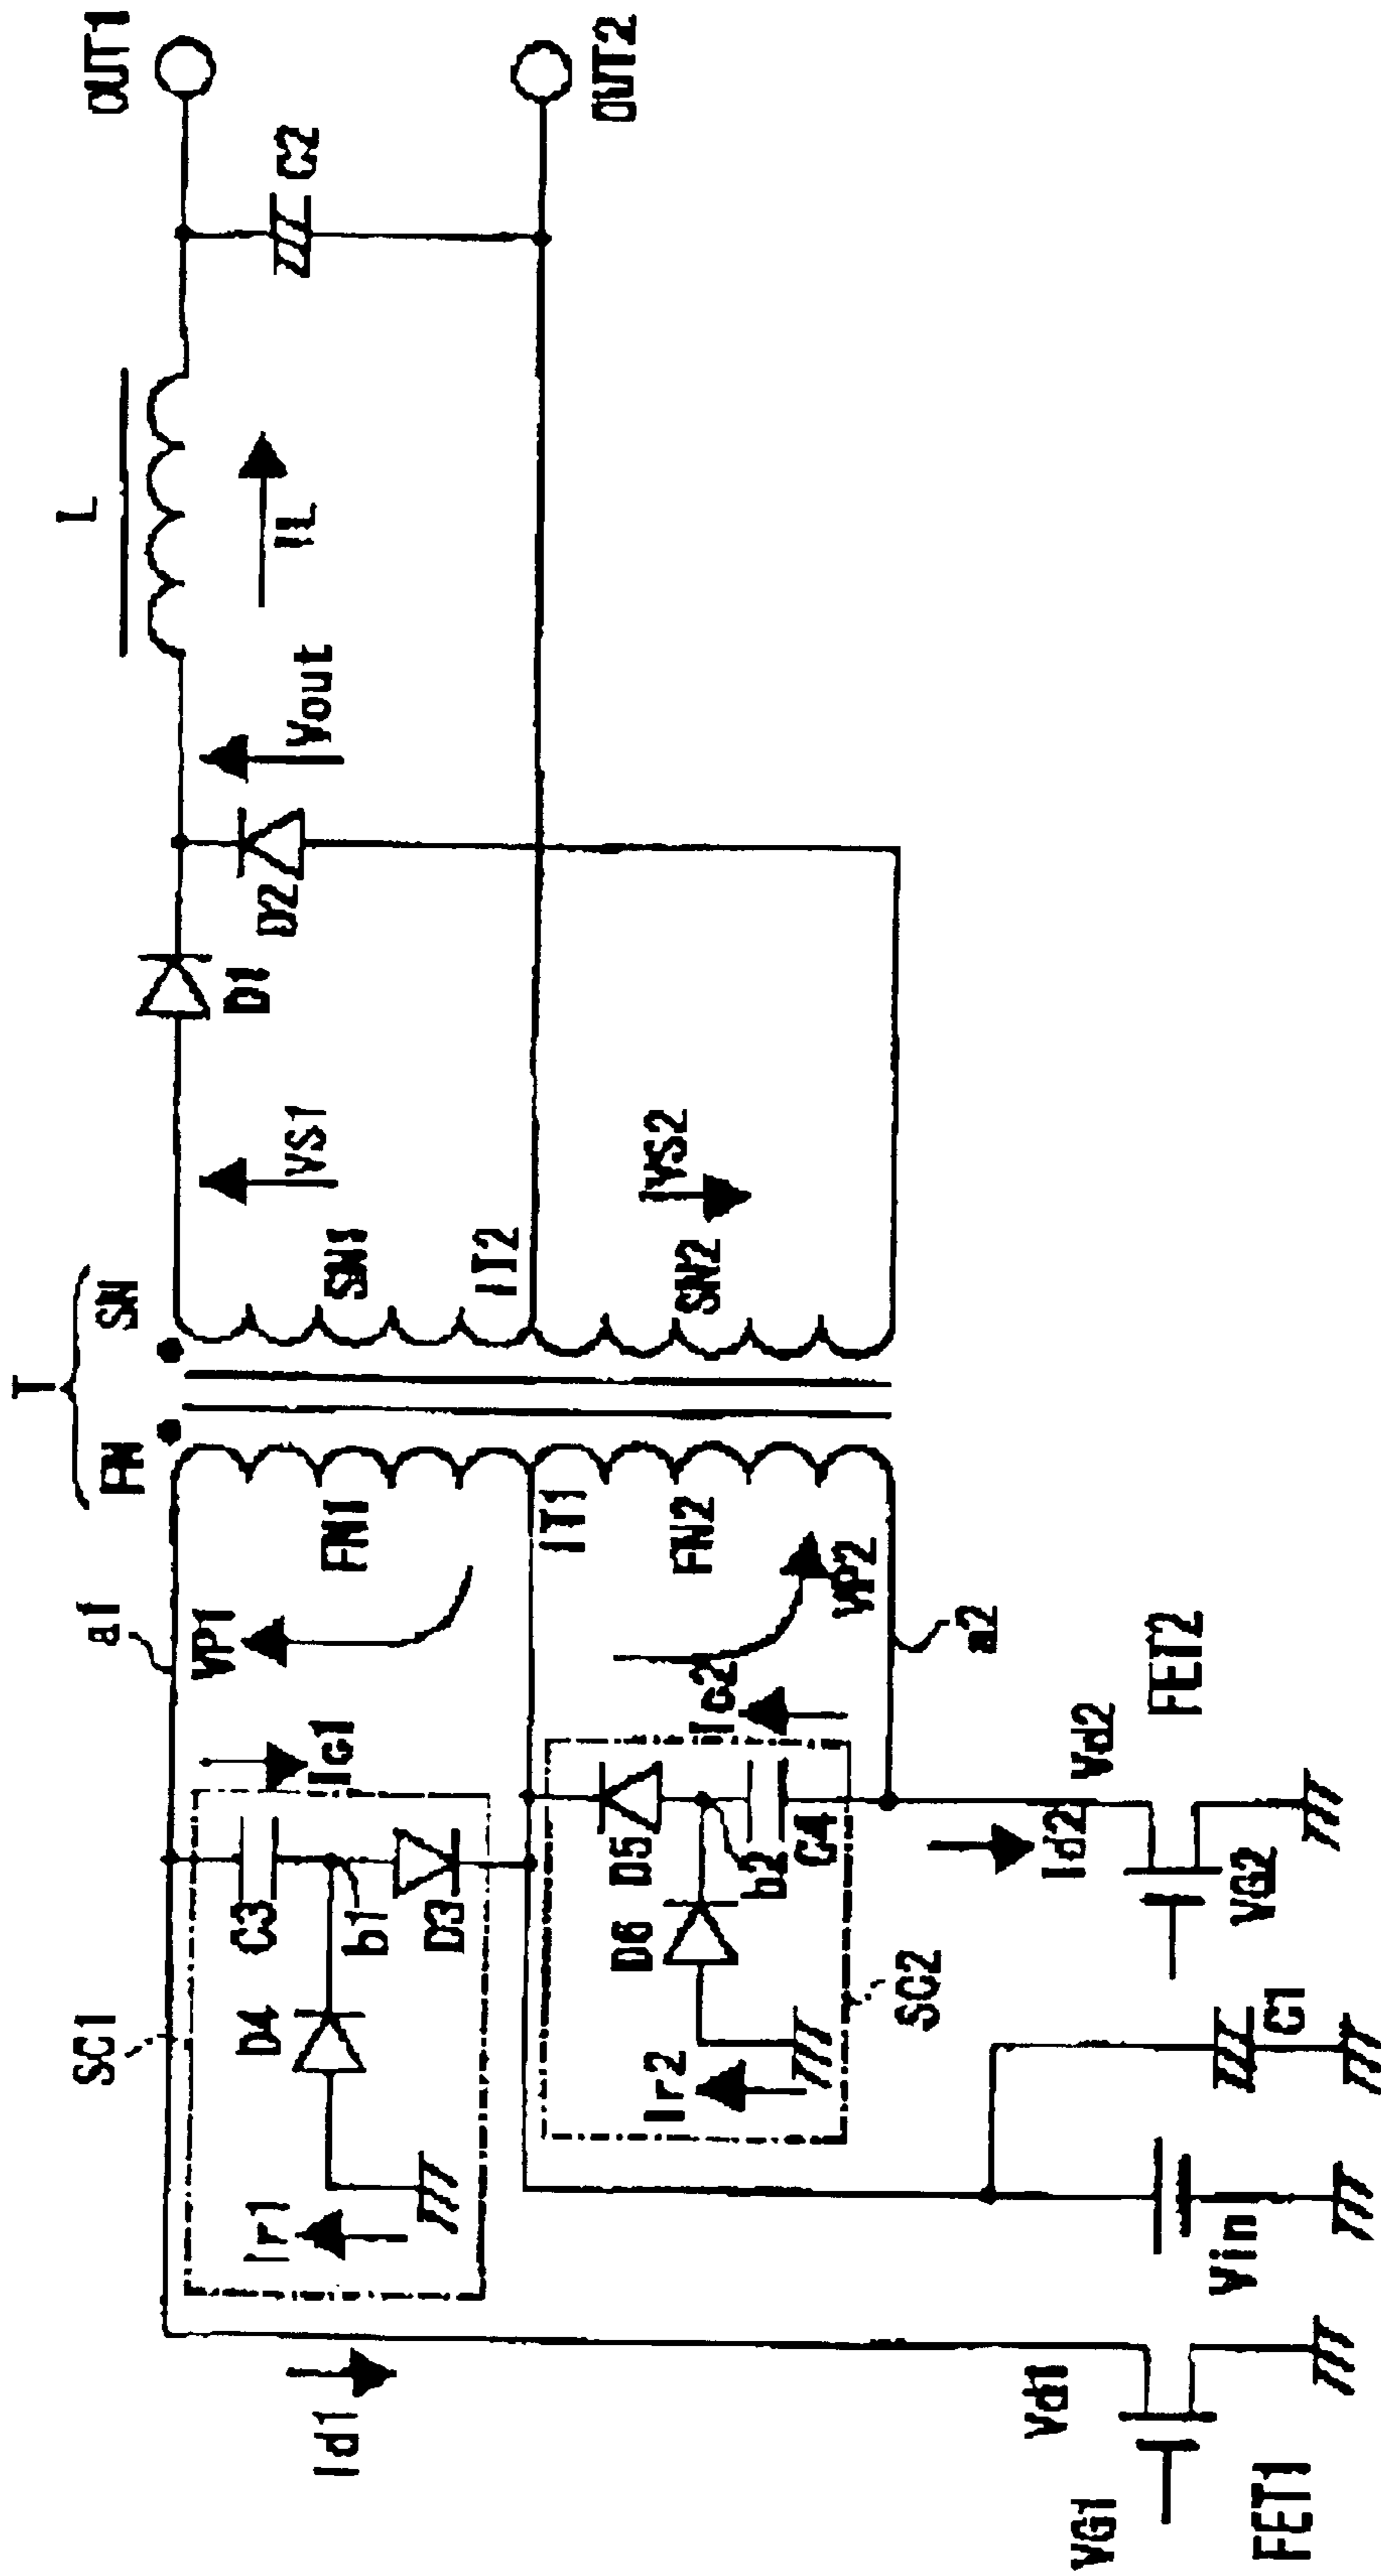 T
FN
SN
a1
VP1
FN1
IT1
FN2
VP2
a2
SN1
IT2
SN2
VS1
VS2
D1
D2
Vout
L
IL
C2
OUT1
OUT2
SC1
C3
Ic1
b1
D3
D4
Ir1
Id1
SC2
Ic2
D5
D6
b2
C4
Ir2
Id2
Vd2
FET2
VG2
C1
Vin
Vd1
VG1
FET1